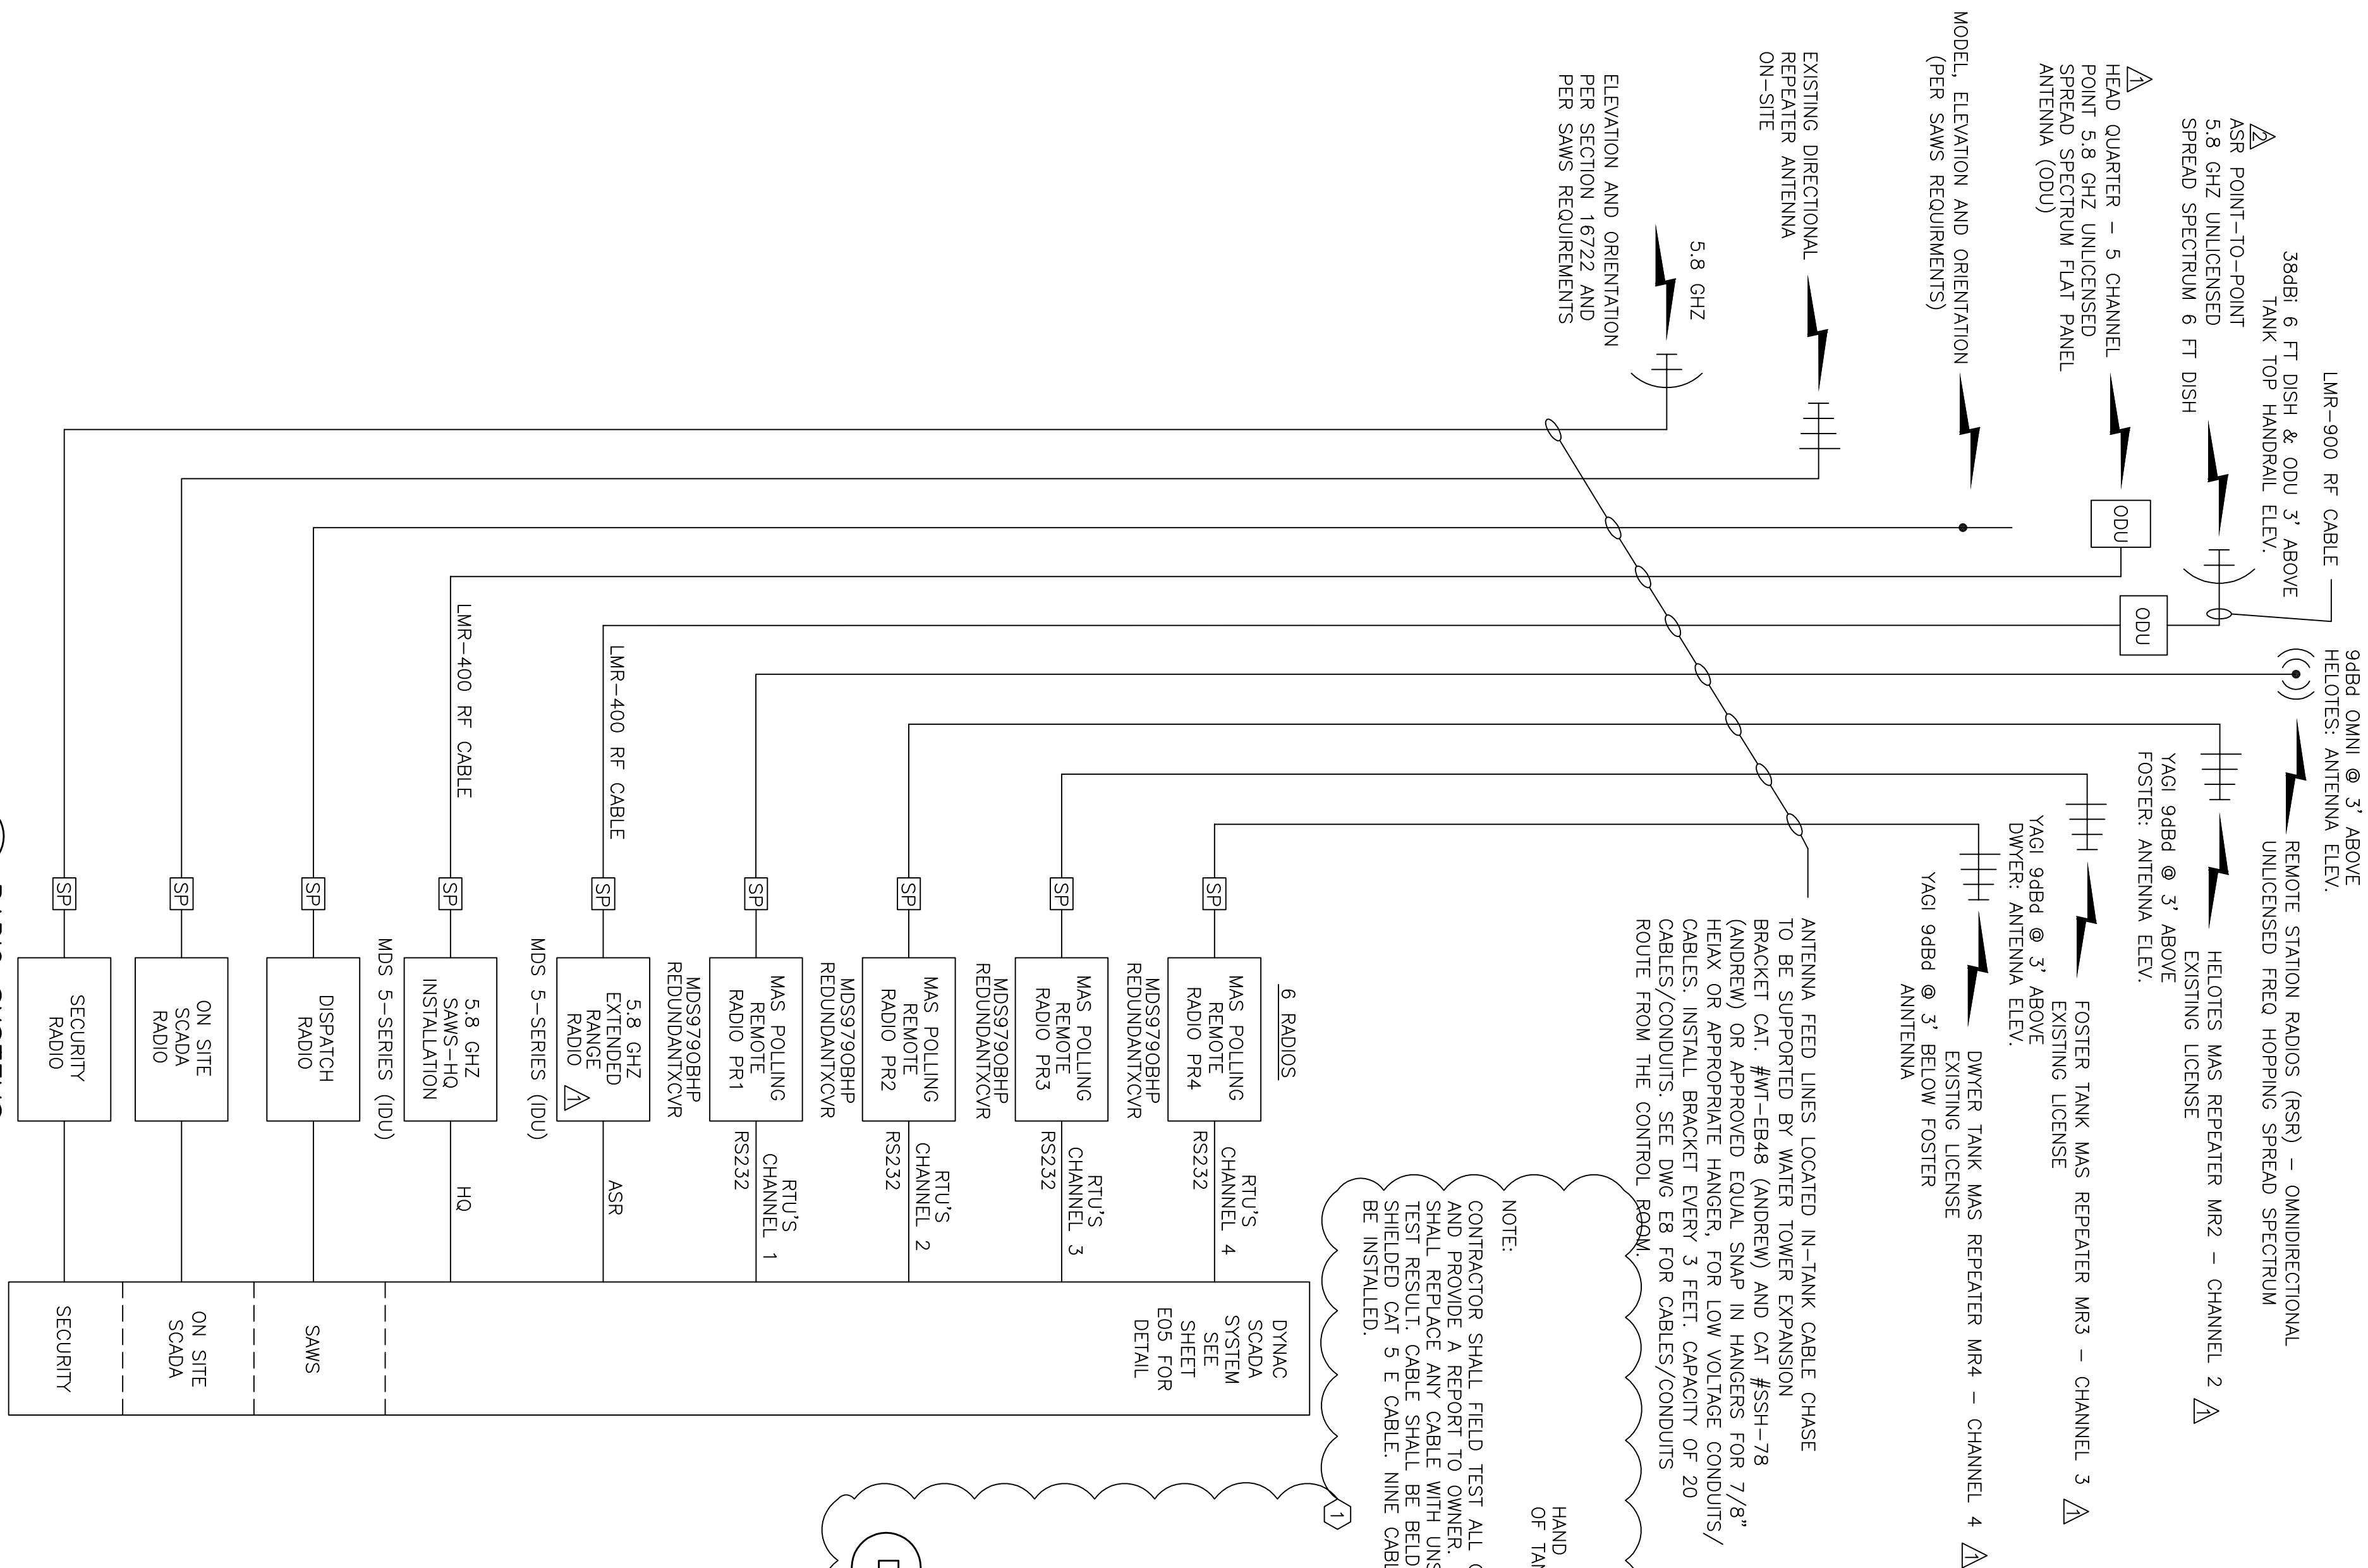 LMR-900 RF CABLE
38dBi 6 FT DISH & ODU 3' ABOVE
TANK TOP HANDRAIL ELEV.
2
ASR POINT-TO-POINT
5.8 GHZ UNLICENSED
SPREAD SPECTRUM 6 FT DISH
1
HEAD QUARTER - 5 CHANNEL
POINT 5.8 GHZ UNLICENSED
SPREAD SPECTRUM FLAT PANEL
ANTENNA (ODU)
MODEL, ELEVATION AND ORIENTATION
(PER SAWS REQUIRMENTS)
EXISTING DIRECTIONAL
REPEATER ANTENNA
ON-SITE
5.8 GHZ
ELEVATION AND ORIENTATION
PER SECTION 16722 AND
PER SAWS REQUIREMENTS
ODU
ODU
9dBd OMNI @ 3' ABOVE
HELOTES: ANTENNA ELEV.
REMOTE STATION RADIOS (RSR) - OMNIDIRECTIONAL
UNLICENSED FREQ HOPPING SPREAD SPECTRUM
HELOTES MAS REPEATER MR2 - CHANNEL 2
1
EXISTING LICENSE
YAGI 9dBd @ 3' ABOVE
FOSTER: ANTENNA ELEV.
FOSTER TANK MAS REPEATER MR3 - CHANNEL 3
1
EXISTING LICENSE
YAGI 9dBd @ 3' ABOVE
DWYER: ANTENNA ELEV.
DWYER TANK MAS REPEATER MR4 - CHANNEL 4
1
EXISTING LICENSE
YAGI 9dBd @ 3' BELOW FOSTER
ANNTENNA
ANTENNA FEED LINES LOCATED IN-TANK CABLE CHASE
TO BE SUPPORTED BY WATER TOWER EXPANSION
BRACKET CAT. #WT-EB48 (ANDREW) AND CAT #SSH-78
(ANDREW) OR APPROVED EQUAL SNAP IN HANGERS FOR 7/8"
HEIAX OR APPROPRIATE HANGER, FOR LOW VOLTAGE CONDUITS/
CABLES. INSTALL BRACKET EVERY 3 FEET. CAPACITY OF 20
CABLES/CONDUITS. SEE DWG E8 FOR CABLES/CONDUITS
ROUTE FROM THE CONTROL ROOM.
HAND
NOTE:
CONTRACTOR SHALL FIELD TEST ALL
AND PROVIDE A REPORT TO OWNER.
SHALL REPLACE ANY CABLE WITH
TEST RESULT. CABLE SHALL BE
SHIELDED CAT 5 E CABLE. NINE
BE INSTALLED.
1
6 RADIOS
SP
MAS POLLING
REMOTE
RADIO PR4
MDS9790BHP
REDUNDANTXCVR
RTU'S
CHANNEL 4
RS232
SP
MAS POLLING
REMOTE
RADIO PR3
MDS9790BHP
REDUNDANTXCVR
RTU'S
CHANNEL 3
RS232
SP
MAS POLLING
REMOTE
RADIO PR2
MDS9790BHP
REDUNDANTXCVR
RTU'S
CHANNEL 2
RS232
SP
MAS POLLING
REMOTE
RADIO PR1
MDS9790BHP
REDUNDANTXCVR
RTU'S
CHANNEL 1
RS232
LMR-400 RF CABLE
SP
5.8 GHZ
EXTENDED
RANGE
RADIO
1
MDS 5-SERIES (IDU)
ASR
LMR-400 RF CABLE
SP
5.8 GHZ
SAWS-HQ
INSTALLATION
MDS 5-SERIES (IDU)
HQ
SP
DISPATCH
RADIO
SP
ON SITE
SCADA
RADIO
SP
SECURITY
RADIO
DYNAC
SCADA
SYSTEM
SEE
SHEET
E05 FOR
DETAIL
SAWS
ON SITE
SCADA
SECURITY